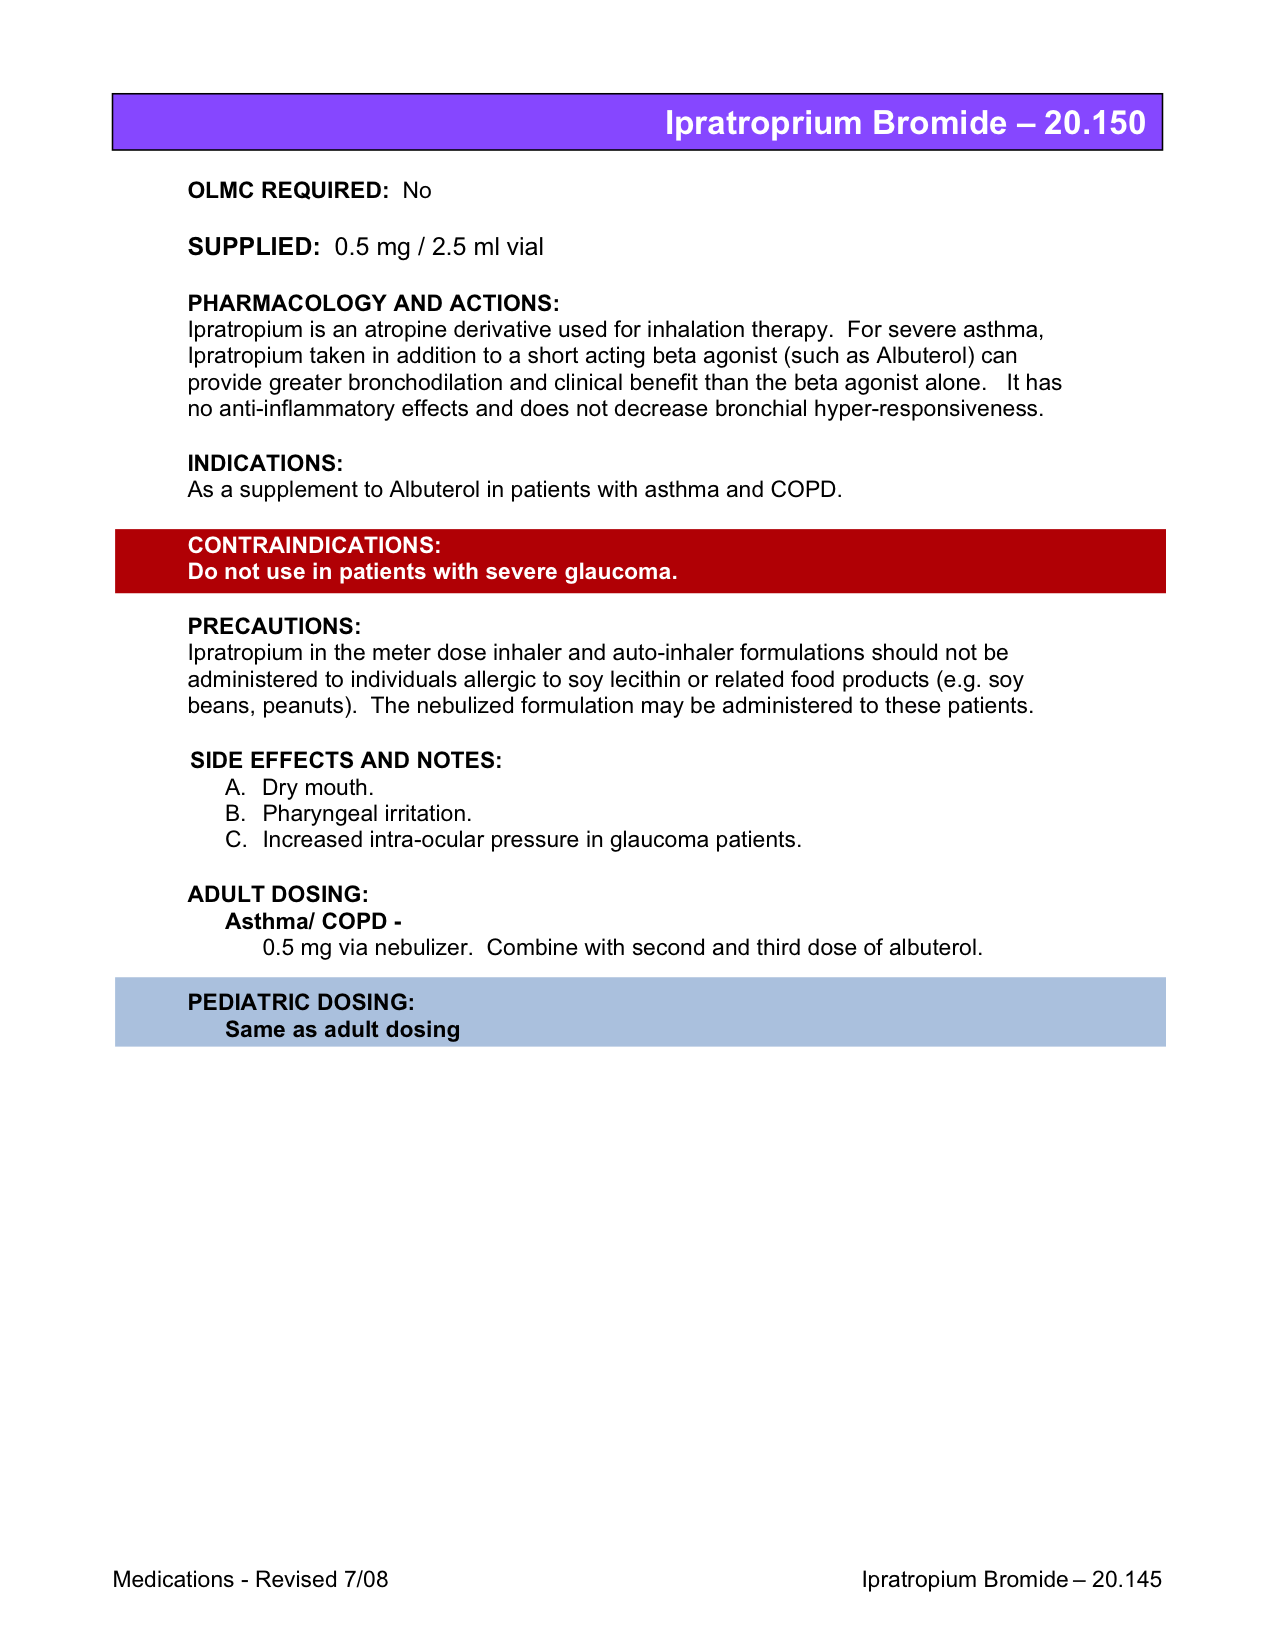 Ipratroprium Bromide – 20.150
OLMC REQUIRED: No
SUPPLIED: 0.5 mg / 2.5 ml vial
PHARMACOLOGY AND ACTIONS:
Ipratropium is an atropine derivative used for inhalation therapy. For severe asthma,
Ipratropium taken in addition to a short acting beta agonist (such as Albuterol) can
provide greater bronchodilation and clinical benefit than the beta agonist alone. It has
no anti-inflammatory effects and does not decrease bronchial hyper-responsiveness.
INDICATIONS:
As a supplement to Albuterol in patients with asthma and COPD.
CONTRAINDICATIONS:
Do not use in patients with severe glaucoma.
PRECAUTIONS:
Ipratropium in the meter dose inhaler and auto-inhaler formulations should not be
administered to individuals allergic to soy lecithin or related food products (e.g. soy
beans, peanuts). The nebulized formulation may be administered to these patients.
SIDE EFFECTS AND NOTES:
A. Dry mouth.
B. Pharyngeal irritation.
C. Increased intra-ocular pressure in glaucoma patients.
ADULT DOSING:
Asthma/ COPD -
0.5 mg via nebulizer. Combine with second and third dose of albuterol.
PEDIATRIC DOSING:
Same as adult dosing
Medications - Revised 7/08 Ipratropium Bromide – 20.145